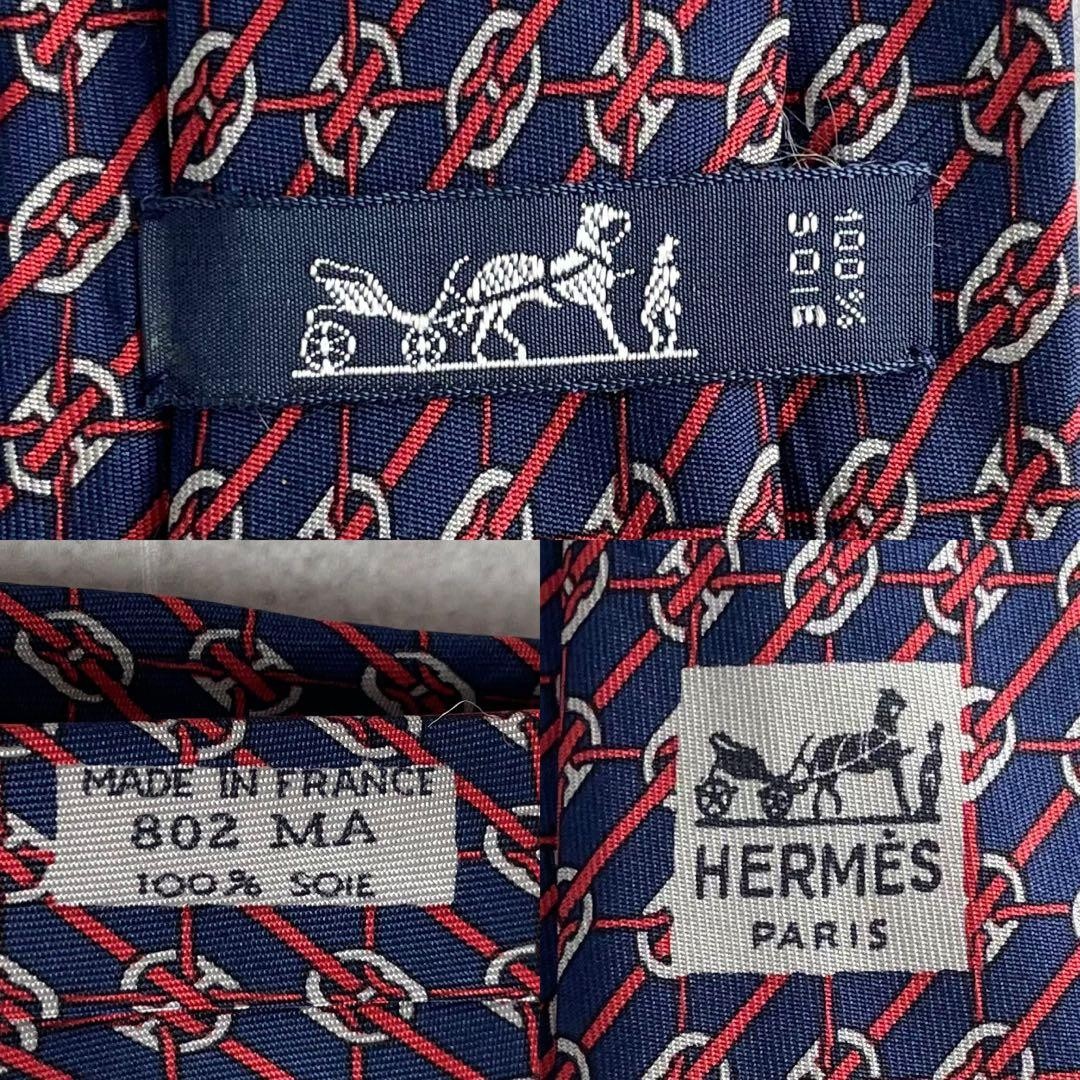 100%
SOIE
MADE IN FRANCE
802 MA
100% SOIE
HERMÈS
PARIS